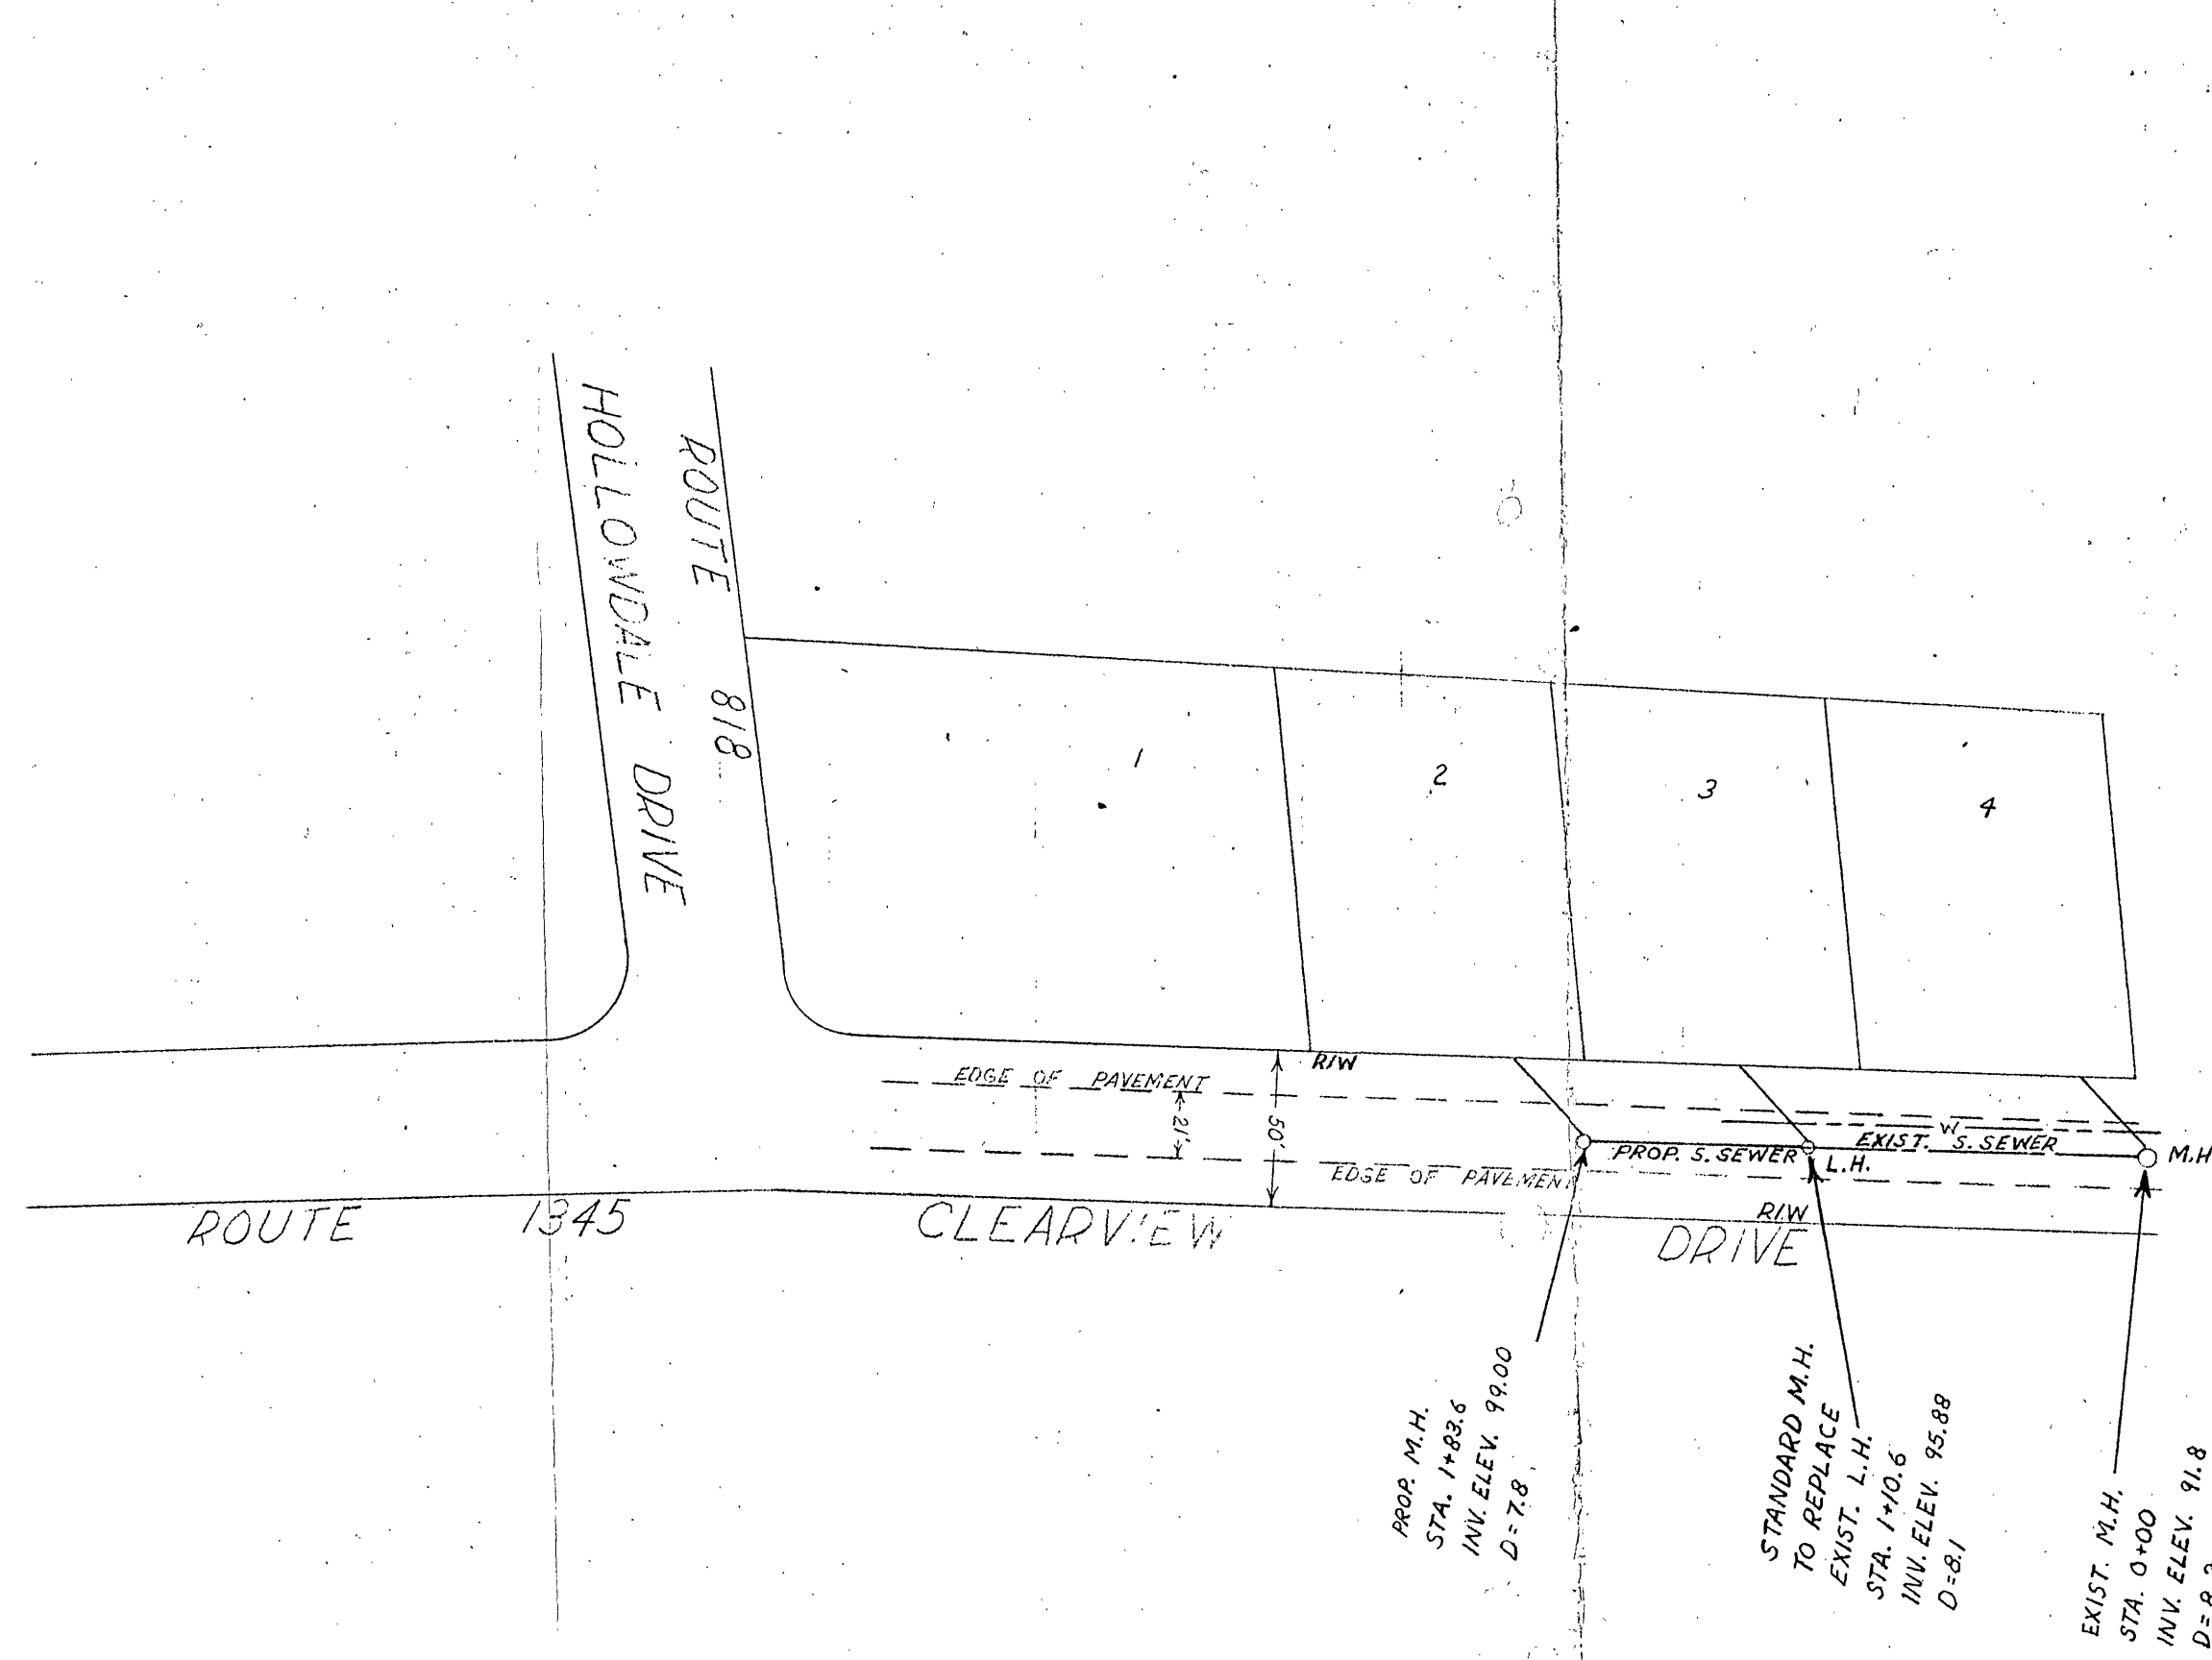 HOLLOWDALE DRIVE
ROUTE 818
1
2
3
4
R/W
EDGE OF PAVEMENT
21'
50'
W
EXIST. S. SEWER
PROP. S. SEWER
L.H.
M.H
EDGE OF PAVEMENT
R/W
ROUTE 1345 CLEARVIEW DRIVE
PROP. M.H.
STA. 1+83.6
INV. ELEV. 99.00
D=7.8
STANDARD M.H.
TO REPLACE
EXIST. L.H.
STA. 1+10.6
INV. ELEV. 95.88
D=8.1
EXIST. M.H.
STA. 0+00
INV. ELEV. 91.8
D=8.